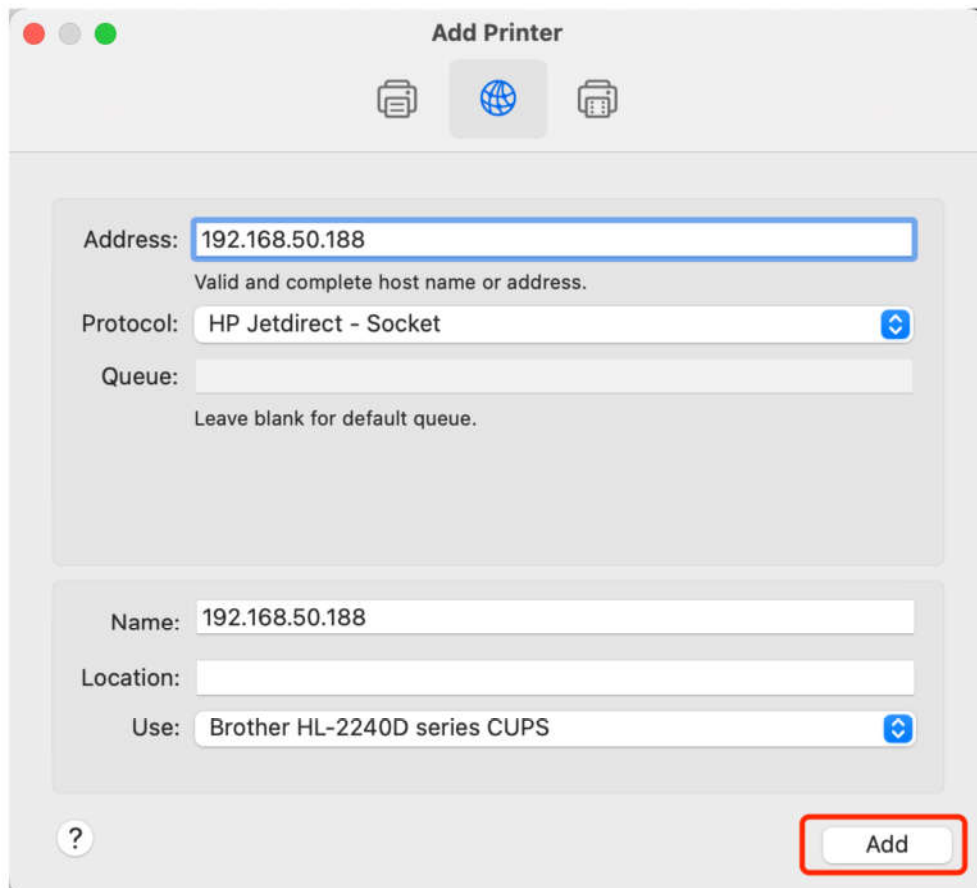 Add Printer
Address: 192.168.50.188
Valid and complete host name or address.
Protocol: HP Jetdirect - Socket
Queue:
Leave blank for default queue.
Name: 192.168.50.188
Location:
Use: Brother HL-2240D series CUPS
? Add